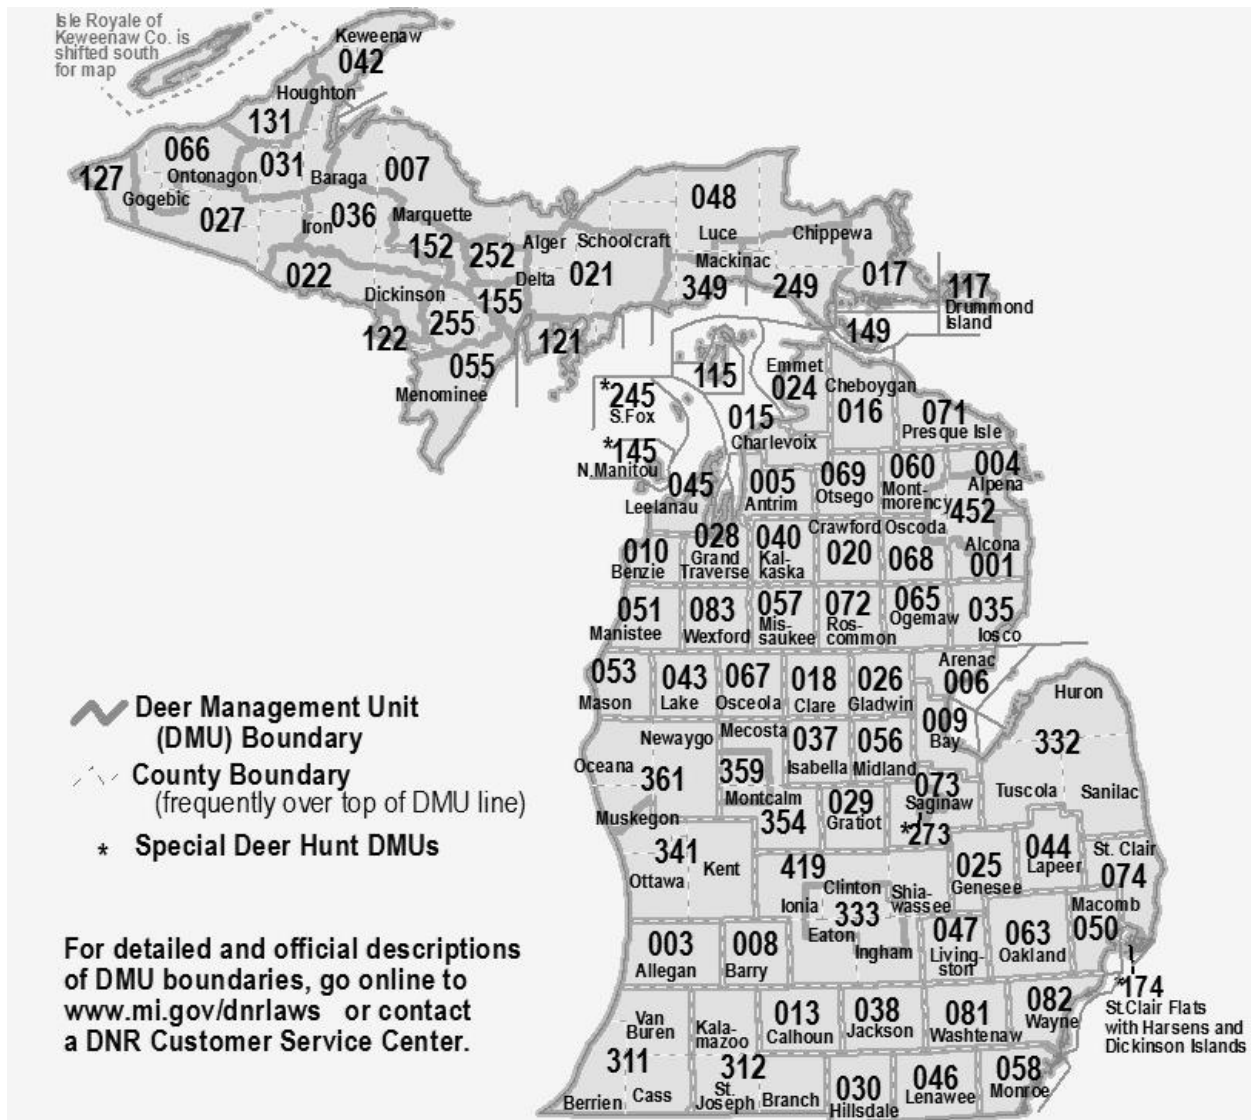 Isle Royale of
Keweenaw Co. is
shifted south
for map
Keweenaw
042
Houghton
131
066
Ontonagon
031
Baraga
007
127
Gogebic
027
Iron
036
Marquette
048
152
252
Alger
Schoolcraft
Luce
Chippewa
022
Dickinson
155
Delta
021
Mackinac
349
249
017
117
Drummond
Island
122
255
121
149
055
Menominee
115
Emmet
024
Cheboygan
016
*245
S.Fox
015
Charlevoix
071
Presque Isle
*145
N.Manitou
045
Leelanau
005
Antrim
069
Otsego
060
Mont-
morency
004
Alpena
452
028
Grand
Traverse
040
Kal-
kaska
Crawford
020
Oscoda
068
Alcona
001
010
Benzie
051
Manistee
083
Wexford
057
Mis-
saukee
072
Ros-
common
065
Ogemaw
035
Iosco
053
Mason
043
Lake
067
Osceola
018
Clare
026
Gladwin
Arenac
006
Huron
009
Bay
332
Newaygo
Mecosta
037
Isabella
056
Midland
Oceana
361
359
Montcalm
029
Gratiot
073
Saginaw
Tuscola
Sanilac
Muskegon
354
*273
341
Ottawa
Kent
419
Clinton
Ionia
Shia-
wassee
025
Genesee
044
Lapeer
St. Clair
074
333
Eaton
Ingham
047
Living-
ston
063
Oakland
Macomb
050
003
Allegan
008
Barry
*174
St.Clair Flats
with Harsens and
Dickinson Islands
Van
Buren
Kala-
mazoo
013
Calhoun
038
Jackson
081
Washtenaw
082
Wayne
311
Berrien
Cass
312
St.
Joseph
Branch
030
Hillsdale
046
Lenawee
058
Monroe
Deer Management Unit
(DMU) Boundary
County Boundary
(frequently over top of DMU line)
* Special Deer Hunt DMUs
For detailed and official descriptions
of DMU boundaries, go online to
www.mi.gov/dnrlaws or contact
a DNR Customer Service Center.